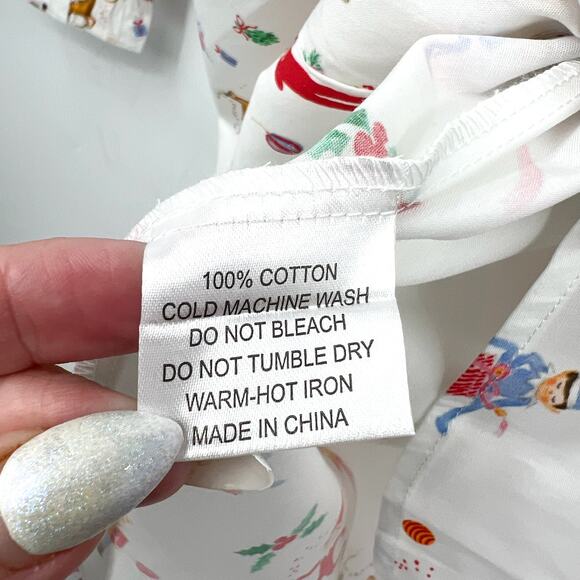 100% COTTON
COLD MACHINE WASH
DO NOT BLEACH
DO NOT TUMBLE DRY
WARM-HOT IRON
MADE IN CHINA